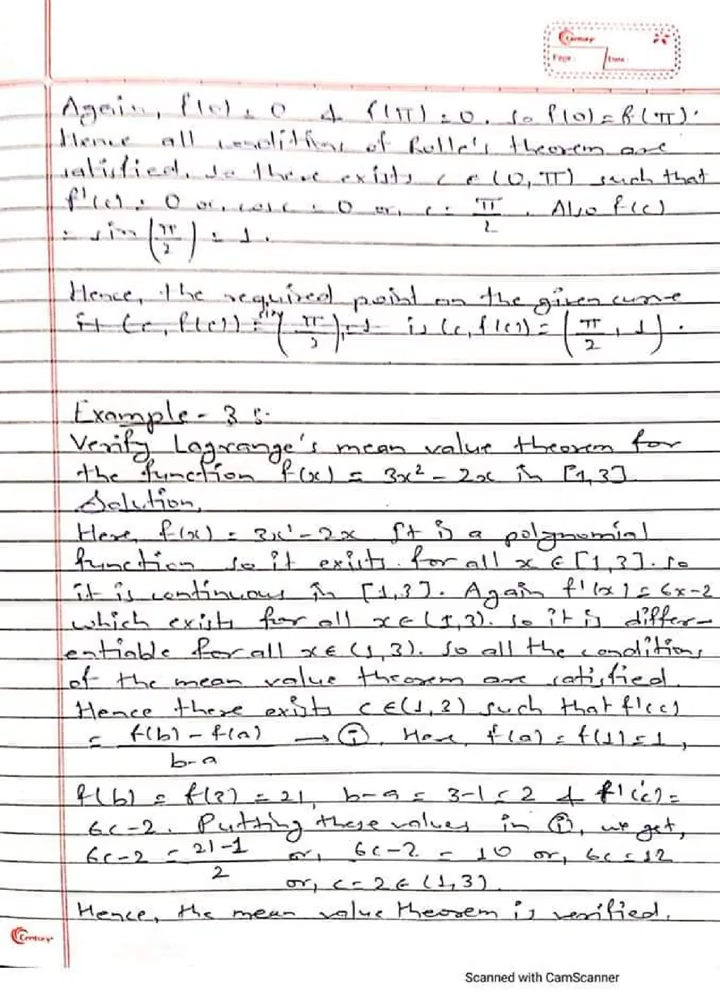 Century
Page: Date:
Again, f(0) = 0 & f(π) = 0. So f(0) = f(π).
Hence all conditions of Rolle's theorem are
satisfied. So there exists c ∈ (0, π) such that
f'(c) = 0 or, cos c = 0 or, c = π/2. Also f(c)
= sin(π/2) = 1.
Hence, the required point on the given curve
is (c, f(c)) = (π/2, 1).
Example - 3 :-
Verify Lagrange's mean value theorem for
the function f(x) = 3x² - 2x in [1,3]
Solution,
Here, f(x) = 3x² - 2x. It is a polynomial
function so it exists for all x ∈ [1,3]. So
it is continuous in [1,3]. Again f'(x) = 6x-2
which exists for all x ∈ (1,3). So it is differ-
entiable for all x ∈ (1,3). So all the conditions
of the mean value theorem are satisfied.
Hence there exists c ∈ (1,3) such that f'(c)
= f(b) - f(a) / b-a → ①. Here, f(a) = f(1) = 1,
f(b) = f(3) = 21, b-a = 3-1 = 2 & f'(c) =
6c-2. Putting these values in ①, we get,
6c-2 = 21-1 / 2 or, 6c-2 = 10 or, 6c = 12
or, c = 2 ∈ (1,3).
Hence, the mean value theorem is verified.
Century
Scanned with CamScanner